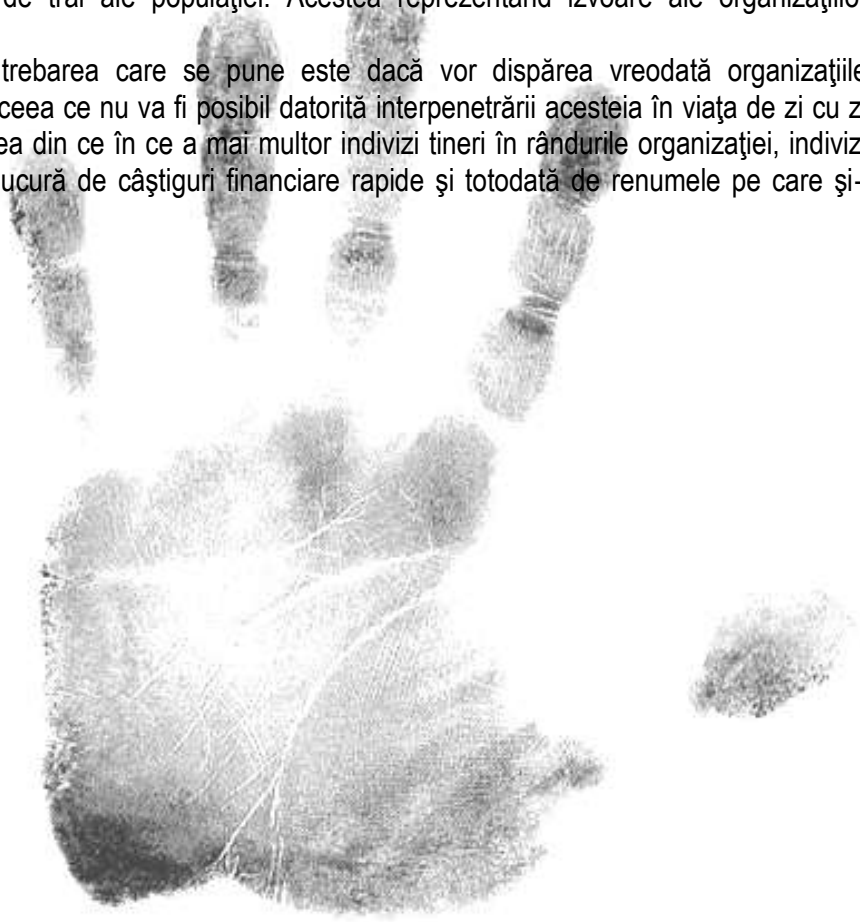 de trai ale populaţiei. Acestea reprezentând izvoare ale
trebarea care se pune este dacă vor dispărea vreodată organizaţiile
ceea ce nu va fi posibil datorită interpenetrării acesteia în viaţa de zi cu z
ea din ce în ce a mai multor indivizi tineri în rândurile organizaţiei, indiviz
ucură de câştiguri financiare rapide şi totodată de renumele pe care şi-